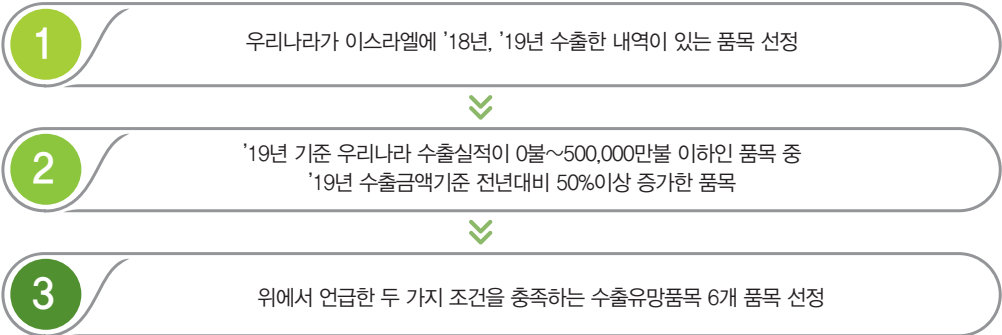 1
우리나라가 이스라엘에 ’18년, ’19년 수출한 내역이 있는 품목 선정
2
’19년 기준 우리나라 수출실적이 0불~500,000만불 이하인 품목 중
’19년 수출금액기준 전년대비 50%이상 증가한 품목
3
위에서 언급한 두 가지 조건을 충족하는 수출유망품목 6개 품목 선정